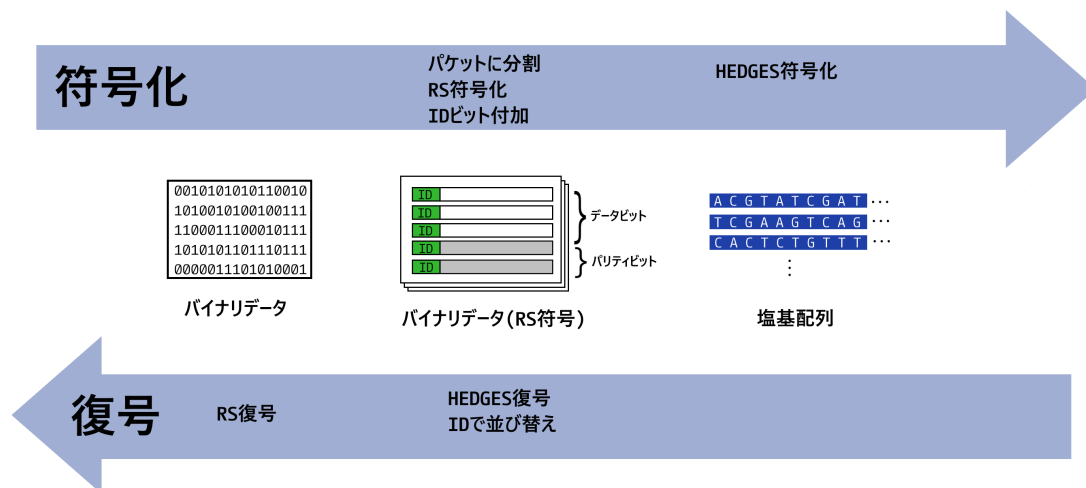 符号化
パケットに分割
RS符号化
IDビット付加
HEDGES符号化
0010101010110010
1010010100100111
1100011100010111
1010101101110111
0000011101010001
バイナリデータ
ID
ID
ID
ID
ID
データビット
パリティビット
バイナリデータ(RS符号)
ACGTATCGAT…
TCGAAGTCAG…
CACTCTGTTT…
⋮
塩基配列
復号
RS復号
HEDGES復号
IDで並び替え